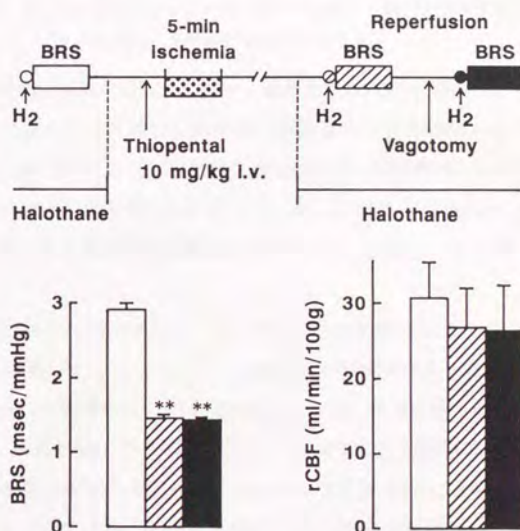 Reperfusion
5-min
ischemia
BRS BRS BRS
H2 H2 H2
Thiopental Vagotomy
10 mg/kg i.v.
Halothane Halothane
BRS (msec/mmHg)
3
2
1
0
** **
rCBF (ml/min/100g)
30
20
10
0